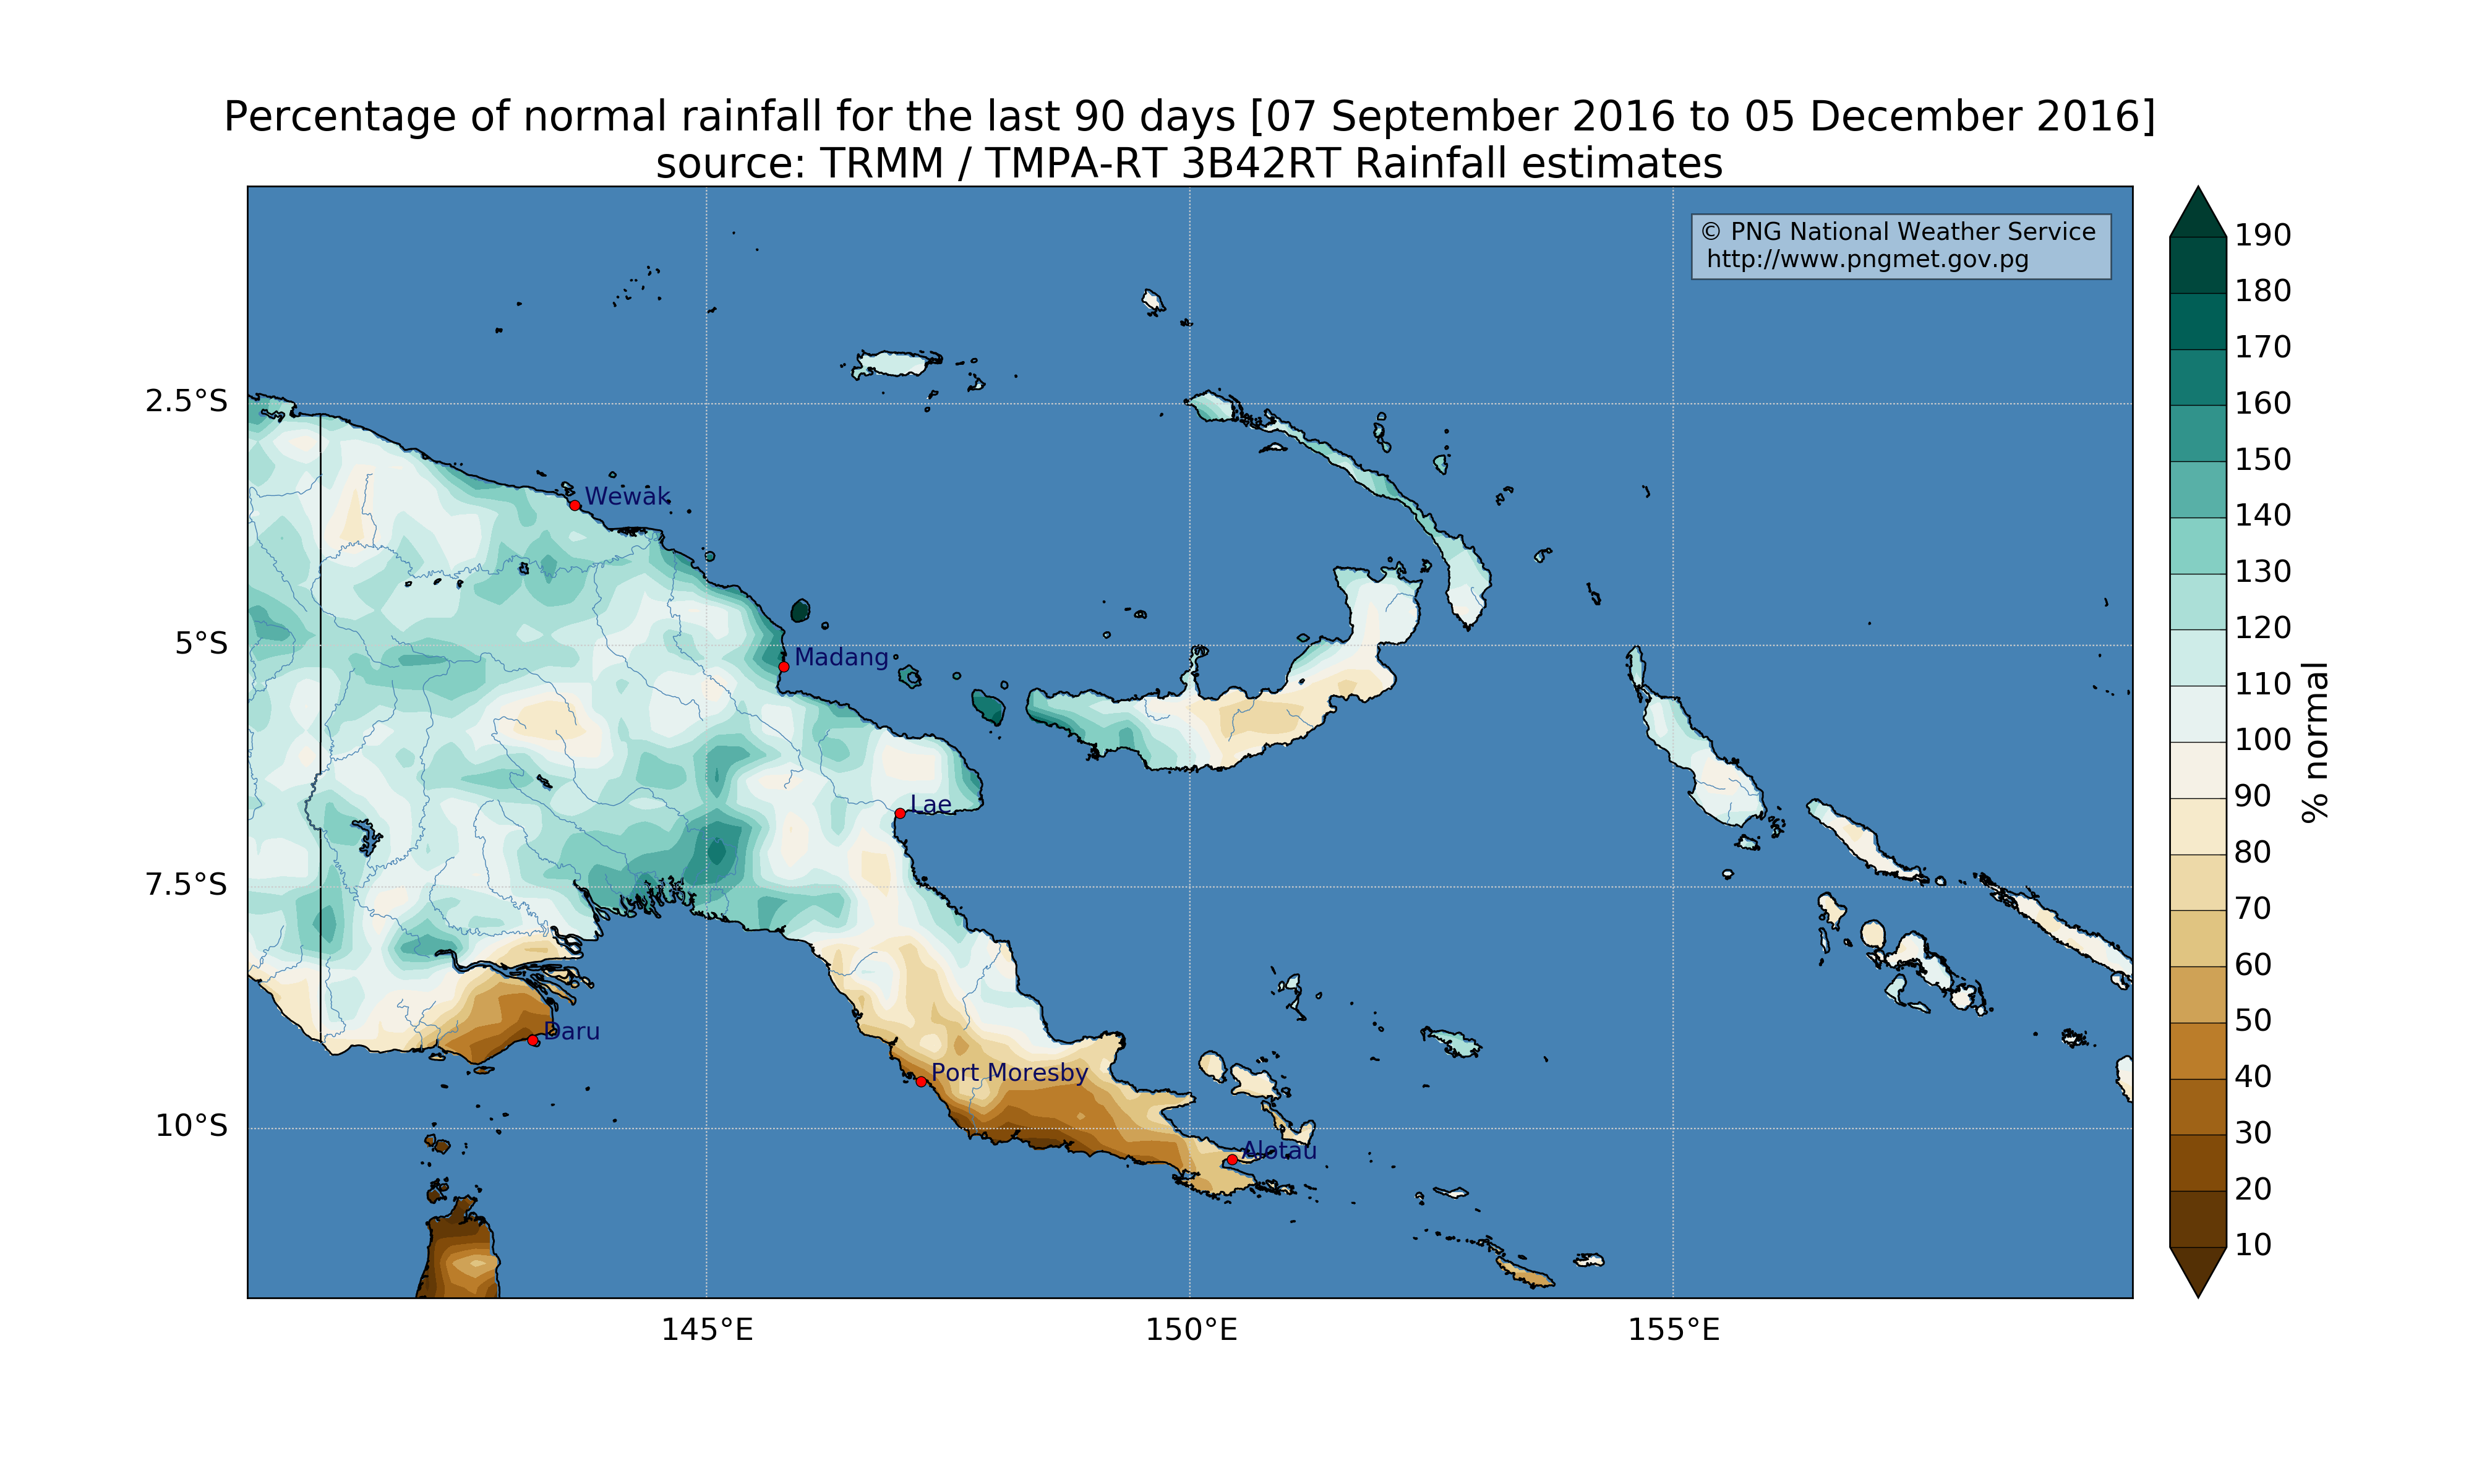 Percentage of normal rainfall for the last 90 days [07 September 2016 to 05 December 2016]
source: TRMM / TMPA-RT 3B42RT Rainfall estimates
© PNG National Weather Service
http://www.pngmet.gov.pg
190
180
170
160
150
140
130
120
110
100
90
80
70
60
50
40
30
20
10
% normal
2.5°S
5°S
7.5°S
10°S
Wewak
Madang
Lae
Daru
Port Moresby
Alotau
145°E
150°E
155°E